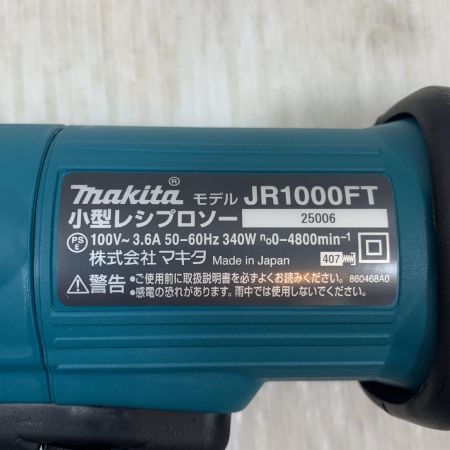 makita® モデル JR1000FT
小型レシプロソー 25006
PSE 100V~ 3.6A 50-60Hz 340W n₀0-4800min⁻¹
株式会社 マキタ Made in Japan 407
警告 •ご使用前に取扱説明書を必ずよくお読みください。
•感電の恐れがあります。雨中では使用しないでください。
860468A0